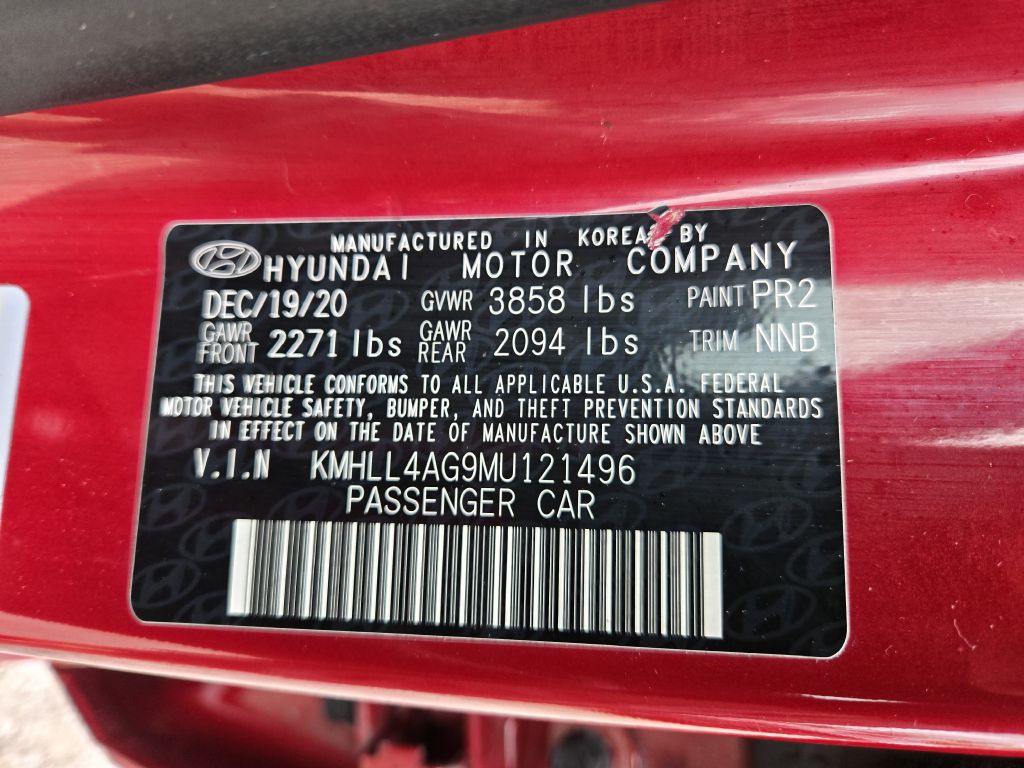 MANUFACTURED IN KOREA BY
HYUNDAI MOTOR COMPANY
DEC/19/20 GVWR 3858 lbs PAINT PR2
GAWR FRONT 2271 lbs GAWR REAR 2094 lbs TRIM NNB
THIS VEHICLE CONFORMS TO ALL APPLICABLE U.S.A. FEDERAL
MOTOR VEHICLE SAFETY, BUMPER, AND THEFT PREVENTION STANDARDS
IN EFFECT ON THE DATE OF MANUFACTURE SHOWN ABOVE
V.I.N KMHLL4AG9MU121496
PASSENGER CAR